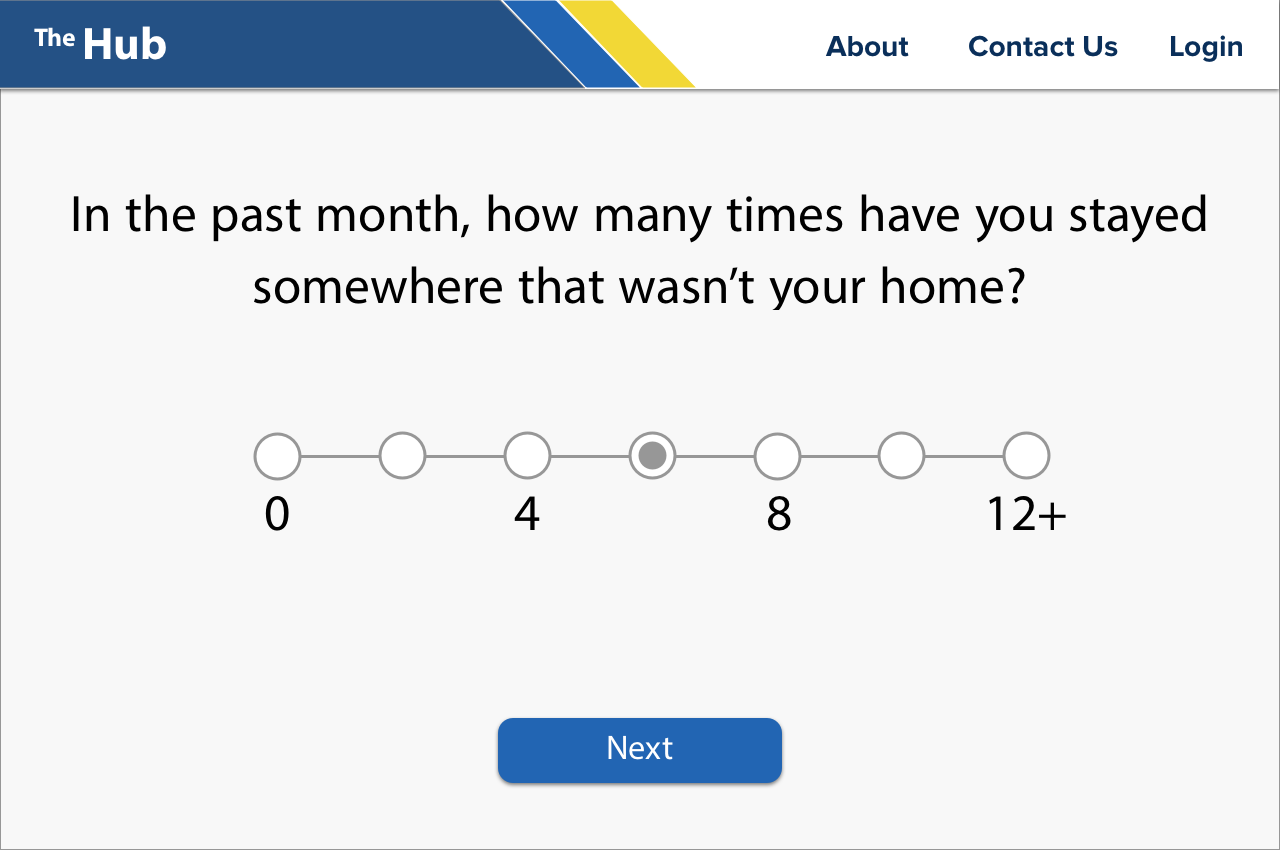 The Hub
About Contact Us Login
In the past month, how many times have you stayed
somewhere that wasn’t your home?
0 4 8 12+
Next